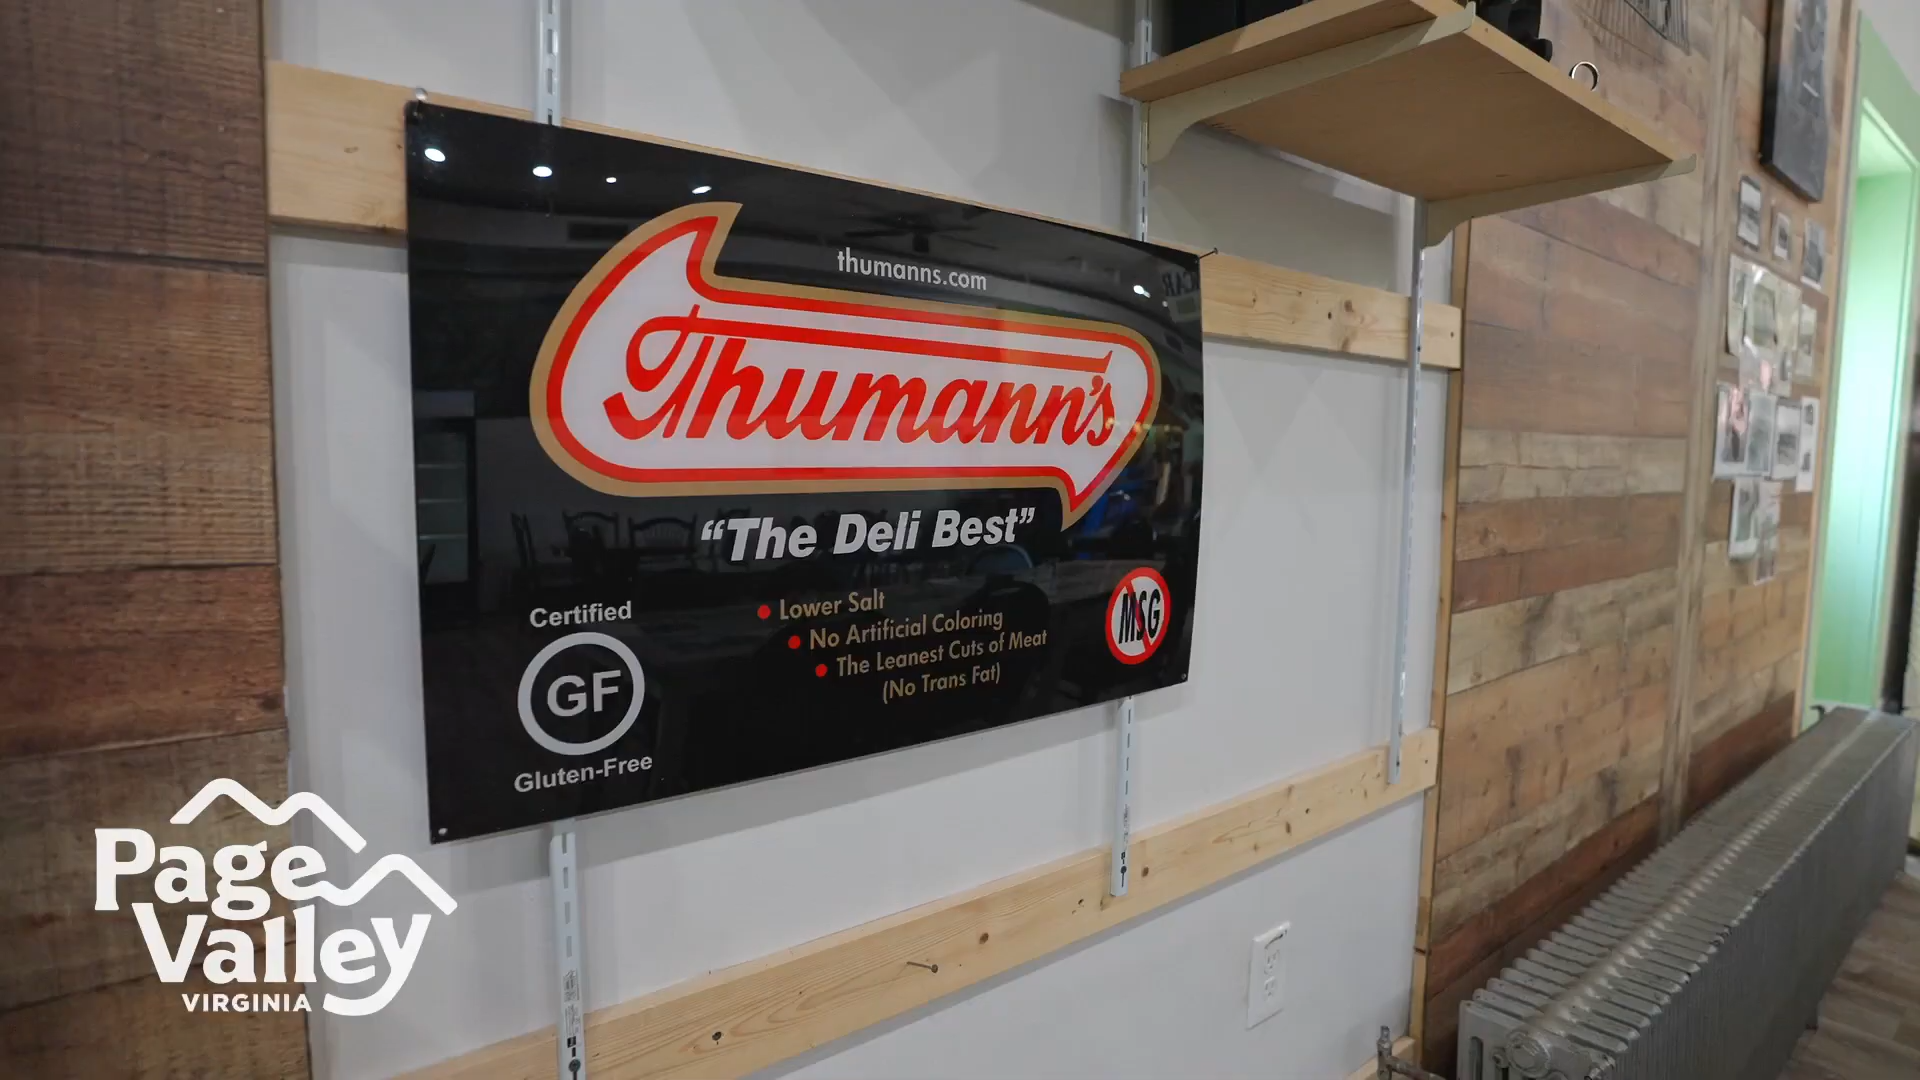 thumanns.com
Thumann's
“The Deli Best”
Certified
GF
Gluten-Free
• Lower Salt
• No Artificial Coloring
• The Leanest Cuts of Meat
(No Trans Fat)
MSG
Page
Valley
VIRGINIA